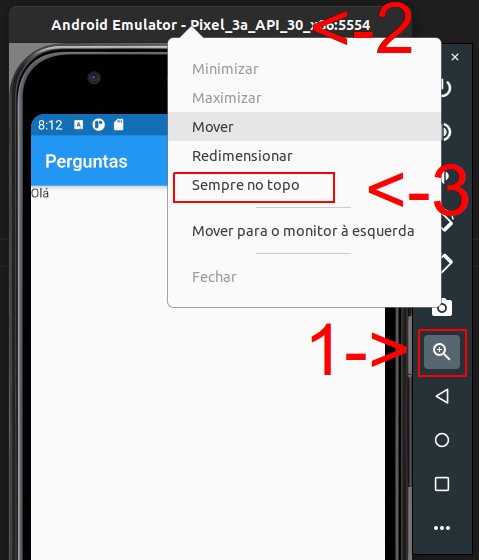 Android Emulator - Pixel_3a_API_30_x86:5554
<-2
Minimizar
Maximizar
8:12
Mover
Perguntas
Redimensionar
Sempre no topo
<-3
Olá
Mover para o monitor à esquerda
Fechar
1->